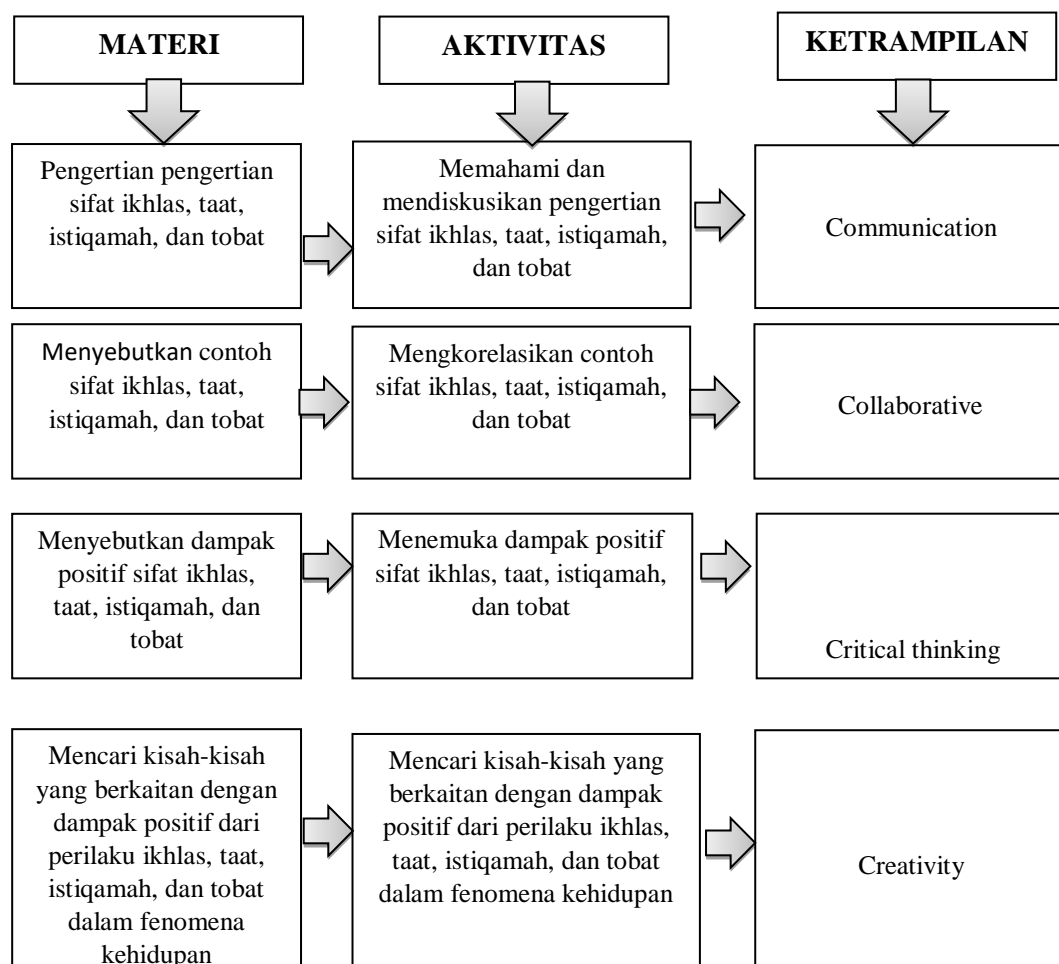 MATERI
AKTIVITAS
KETRAMPILAN
Pengertian pengertian
sifat ikhlas, taat,
istiqamah, dan tobat
Memahami dan
mendiskusikan pengertian
sifat ikhlas, taat, istiqamah,
dan tobat
Communication
Menyebutkan contoh
sifat ikhlas, taat,
istiqamah, dan tobat
Mengkorelasikan contoh
sifat ikhlas, taat, istiqamah,
dan tobat
Collaborative
Menyebutkan dampak
positif sifat ikhlas,
taat, istiqamah, dan
tobat
Menemuka dampak positif
sifat ikhlas, taat, istiqamah,
dan tobat
Critical thinking
Mencari kisah-kisah
yang berkaitan dengan
dampak positif dari
perilaku ikhlas, taat,
istiqamah, dan tobat
dalam fenomena
kehidupan
Mencari kisah-kisah yang
berkaitan dengan dampak
positif dari perilaku ikhlas,
taat, istiqamah, dan tobat
dalam fenomena kehidupan
Creativity